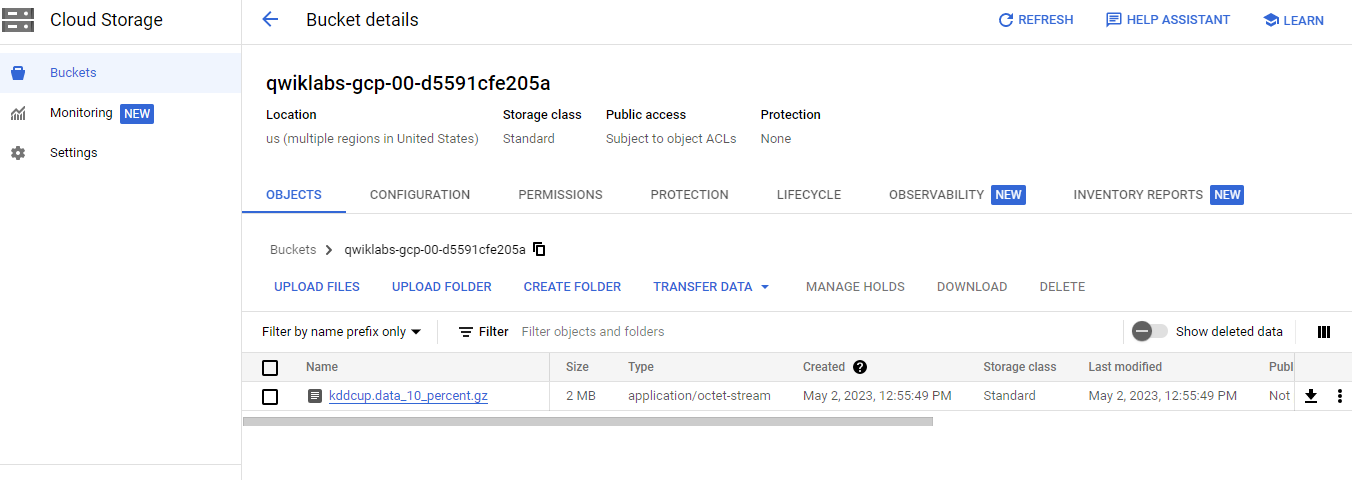 Cloud Storage
Bucket details
REFRESH
HELP ASSISTANT
LEARN
Buckets
Monitoring NEW
Settings
qwiklabs-gcp-00-d5591cfe205a
Location Storage class Public access Protection
us (multiple regions in United States) Standard Subject to object ACLs None
OBJECTS CONFIGURATION PERMISSIONS PROTECTION LIFECYCLE OBSERVABILITY NEW INVENTORY REPORTS NEW
Buckets > qwiklabs-gcp-00-d5591cfe205a
UPLOAD FILES UPLOAD FOLDER CREATE FOLDER TRANSFER DATA MANAGE HOLDS DOWNLOAD DELETE
Filter by name prefix only Filter Filter objects and folders Show deleted data
Name Size Type Created Storage class Last modified Publ
kddcup.data_10_percent.gz 2 MB application/octet-stream May 2, 2023, 12:55:49 PM Standard May 2, 2023, 12:55:49 PM Not